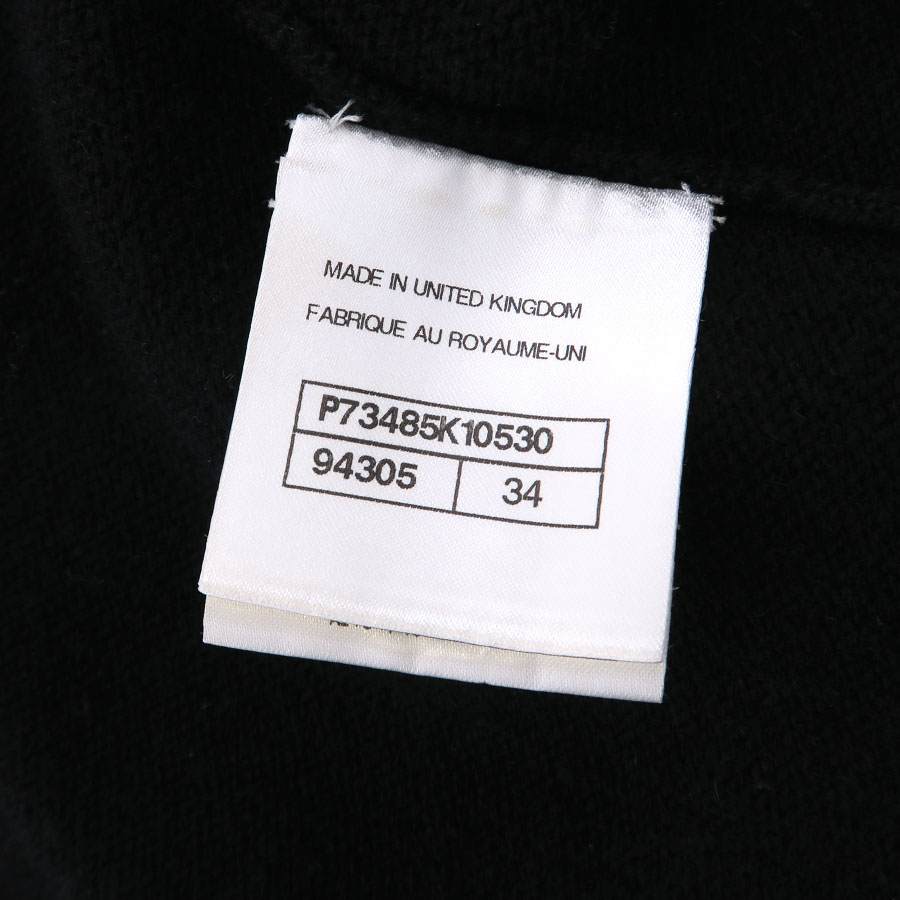 MADE IN UNITED KINGDOM
FABRIQUE AU ROYAUME-UNI
P73485K10530
94305 34